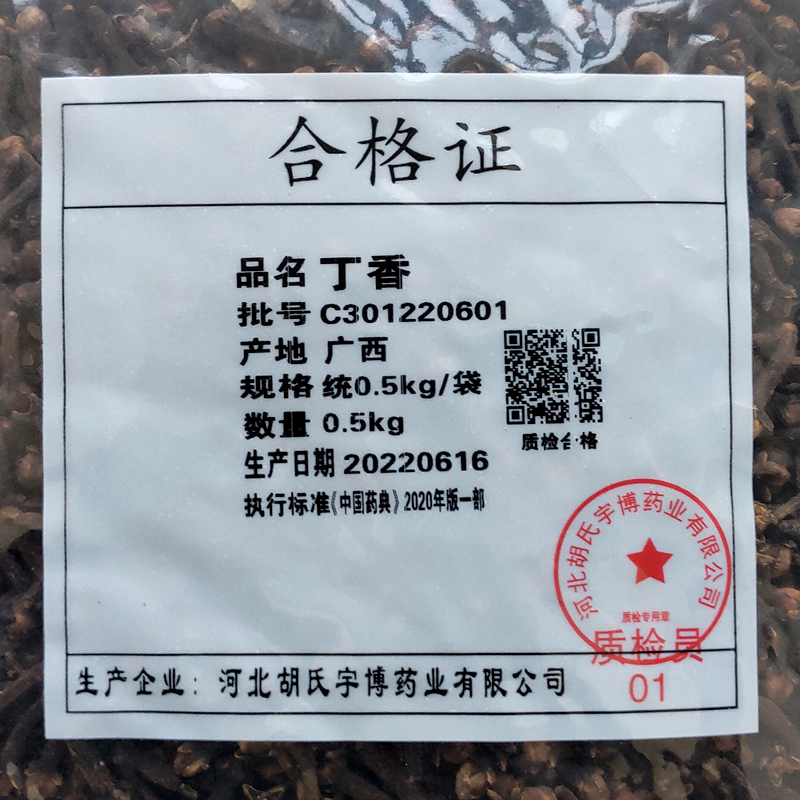 合格证
品名 丁香
批号 C301220601
产地 广西
规格 统0.5kg/袋
数量 0.5kg
质检合格
生产日期 20220616
执行标准《中国药典》2020年版一部
河北胡氏宇博药业有限公司
质检专用章
质检员
01
生产企业：河北胡氏宇博药业有限公司